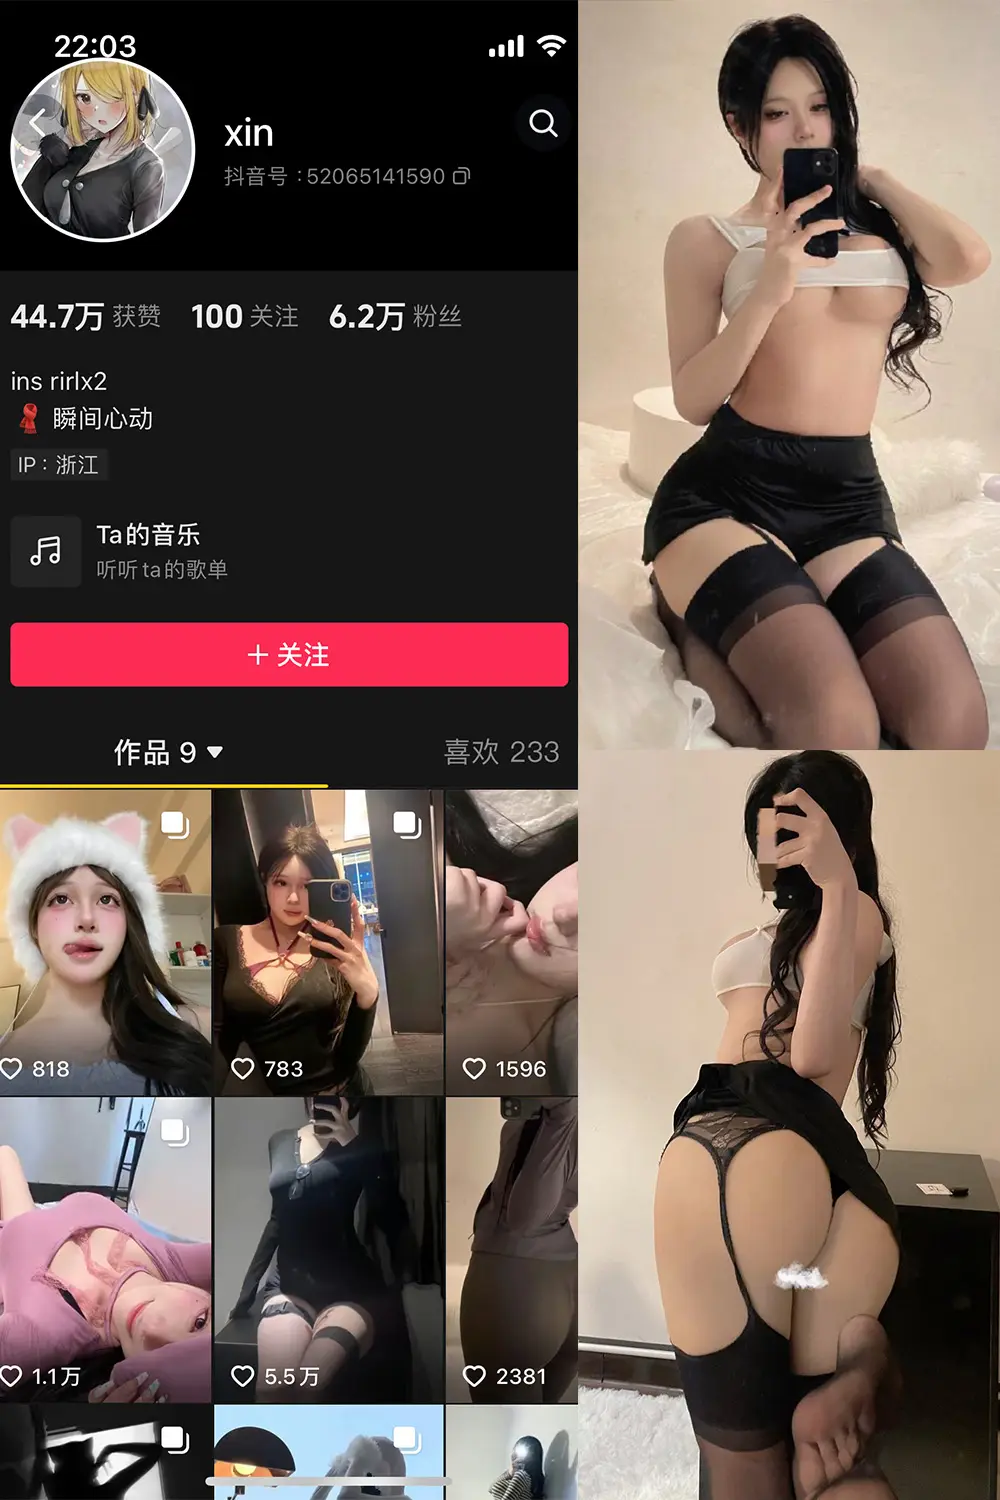 22:03
xin
抖音号：52065141590
44.7万 获赞 100 关注 6.2万 粉丝
ins rirlx2
瞬间心动
IP：浙江
Ta的音乐
听听ta的歌单
+ 关注
作品 9 喜欢 233
818 783 1596
1.1万 5.5万 2381